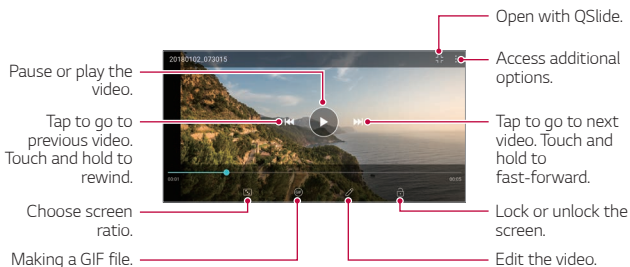 Open with QSlide.
20180102_073015
Access additional
options.
Pause or play the
video.
Tap to go to
previous video.
Touch and hold to
rewind.
Tap to go to next
video. Touch and
hold to
fast-forward.
00:01
00:05
GIF
Choose screen
ratio.
Lock or unlock the
screen.
Making a GIF file.
Edit the video.